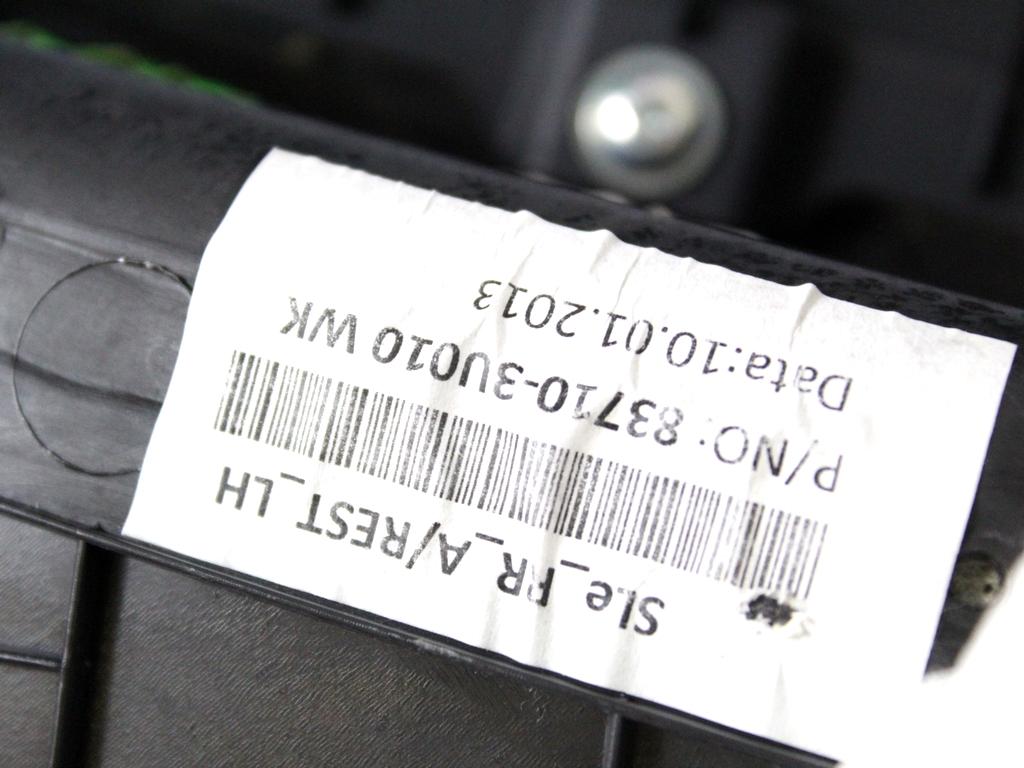 SLe_FR_A/REST_LH
P/NO: 83710-3U010 WK
Data:10.01.2013